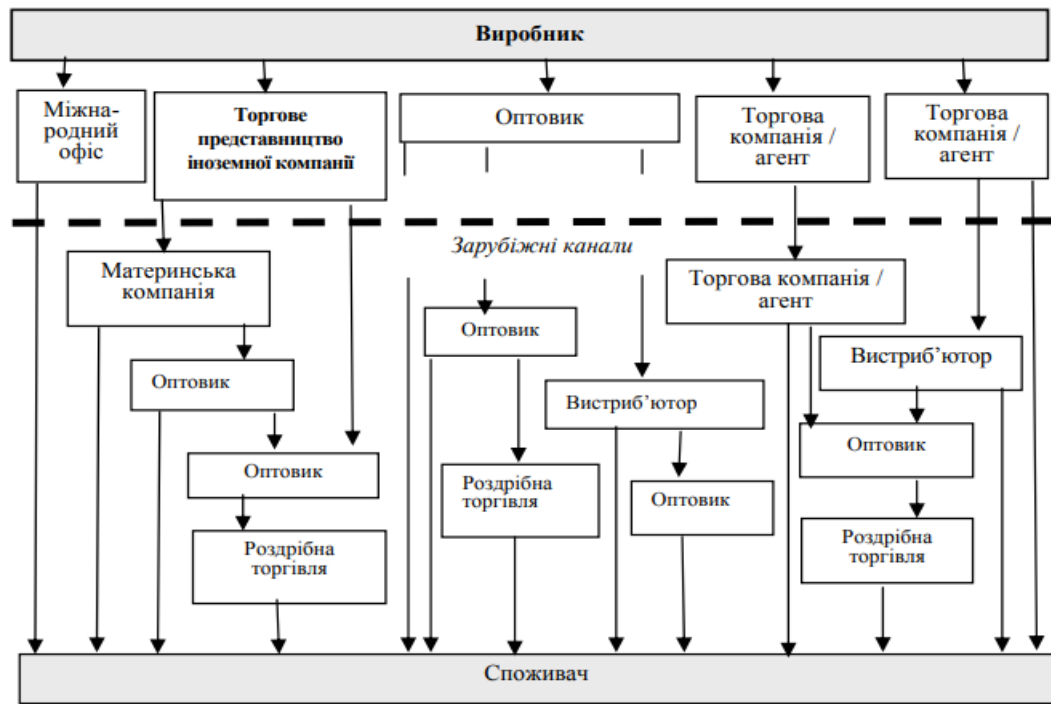 Виробник
Міжна-
родний
офіс
Торгове
представництво
іноземної компанії
Оптовик
Торгова
компанія /
агент
Торгова
компанія /
агент
Зарубіжні канали
Материнська
компанія
Торгова компанія /
агент
Оптовик
Вистриб’ютор
Оптовик
Вистриб’ютор
Оптовик
Оптовик
Роздрібна
торгівля
Оптовик
Роздрібна
торгівля
Роздрібна
торгівля
Споживач